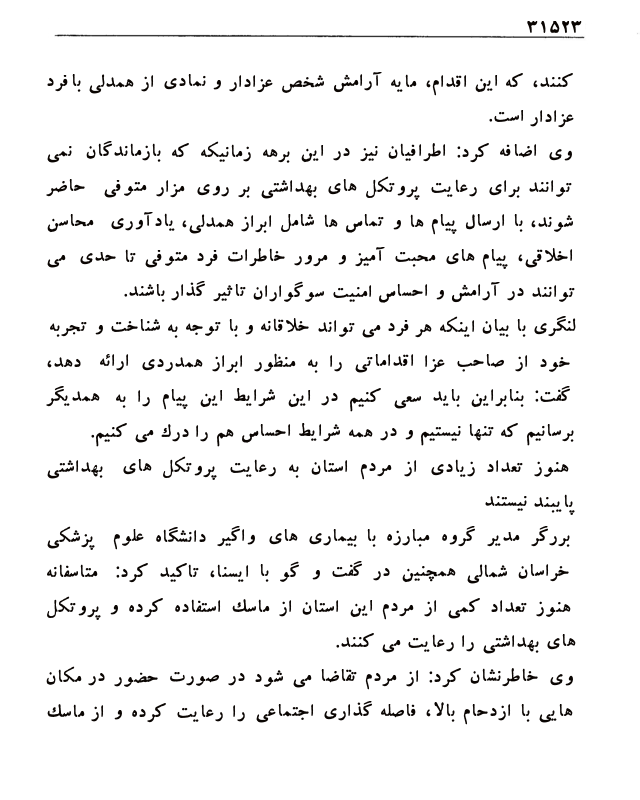 ۳۱۵۲۳
کنند، که این اقدام، مایه آرامش شخص عزادار و نمادی از همدلی با فرد
عزادار است.
وی اضافه کرد: اطرافیان نیز در این برهه زمانیکه که بازماندگان نمی
توانند برای رعایت پروتکل های بهداشتی بر روی مزار متوفی حاضر
شوند، با ارسال پیام ها و تماس ها شامل ابراز همدلی، یادآوری محاسن
اخلاقی، پیام های محبت آمیز و مرور خاطرات فرد متوفی تا حدی می
توانند در آرامش و احساس امنیت سوگواران تاثیر گذار باشند.
لنگری با بیان اینکه هر فرد می تواند خلاقانه و با توجه به شناخت و تجربه
خود از صاحب عزا اقداماتی را به منظور ابراز همدردی ارائه دهد،
گفت: بنابراین باید سعی کنیم در این شرایط این پیام را به همدیگر
برسانیم که تنها نیستیم و در همه شرایط احساس هم را درك می کنیم.
هنوز تعداد زیادی از مردم استان به رعایت پروتکل های بهداشتی
پایبند نیستند
بررگر مدیر گروه مبارزه با بیماری های واگیر دانشگاه علوم پزشکی
خراسان شمالی همچنین در گفت و گو با ایسنا، تاکید کرد: متاسفانه
هنوز تعداد کمی از مردم این استان از ماسك استفاده کرده و پروتکل
های بهداشتی را رعایت می کنند.
وی خاطرنشان کرد: از مردم تقاضا می شود در صورت حضور در مکان
هایی با ازدحام بالا، فاصله گذاری اجتماعی را رعایت کرده و از ماسك